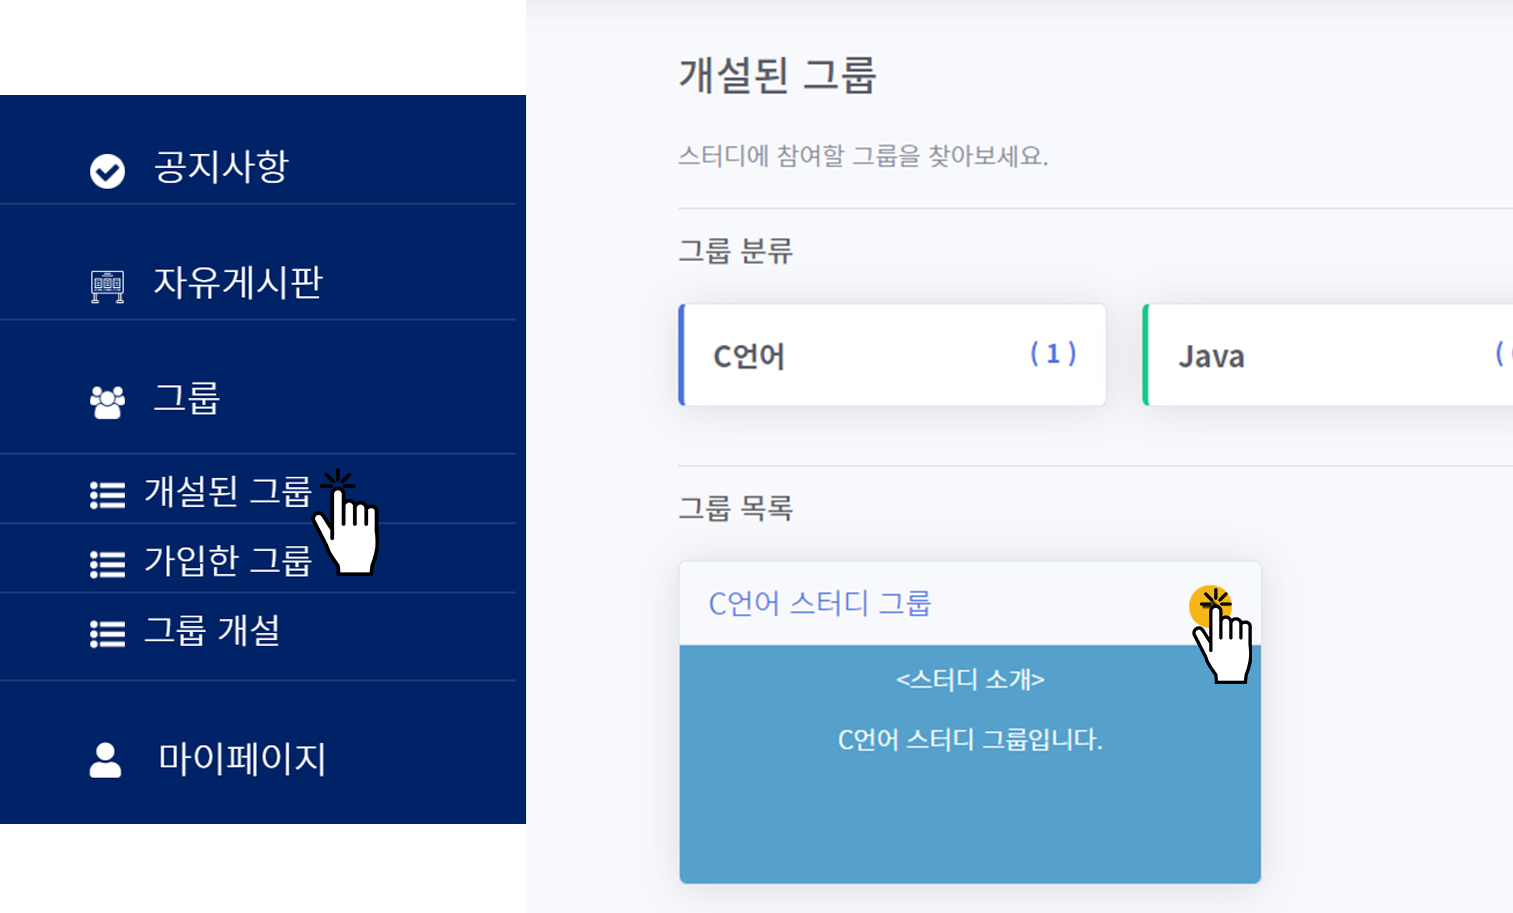 공지사항
자유게시판
그룹
개설된 그룹
가입한 그룹
그룹 개설
마이페이지
개설된 그룹
스터디에 참여할 그룹을 찾아보세요.
그룹 분류
C언어 ( 1 )
Java (
그룹 목록
C언어 스터디 그룹
<스터디 소개>
C언어 스터디 그룹입니다.